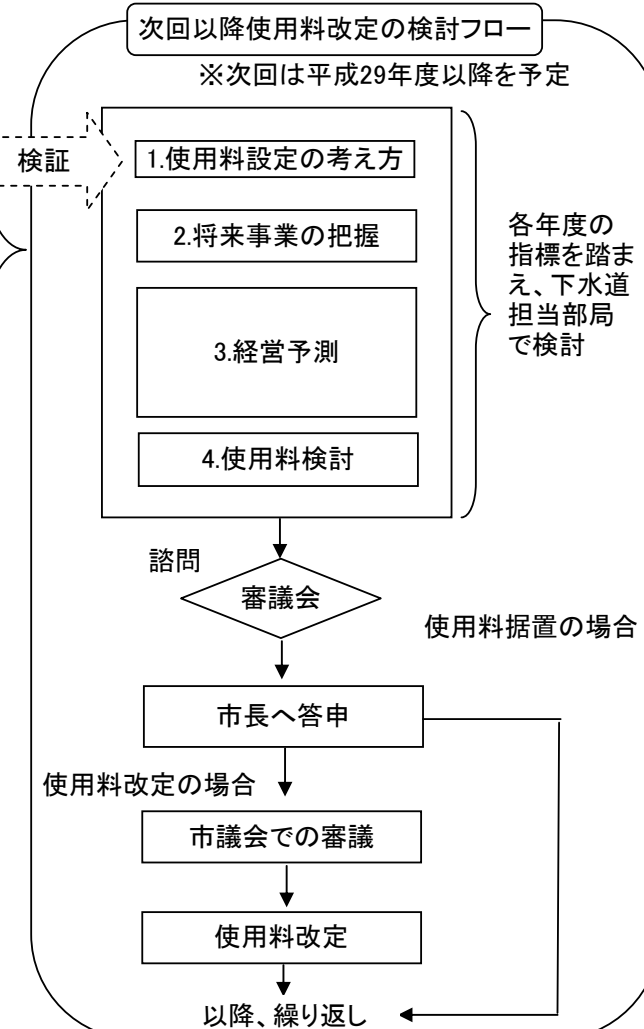 次回以降使用料改定の検討フロー
※次回は平成29年度以降を予定
検証
1.使用料設定の考え方
2.将来事業の把握
3.経営予測
4.使用料検討
各年度の
指標を踏ま
え、下水道
担当部局
で検討
諮問
審議会
使用料据置の場合
市長へ答申
使用料改定の場合
市議会での審議
使用料改定
以降、繰り返し